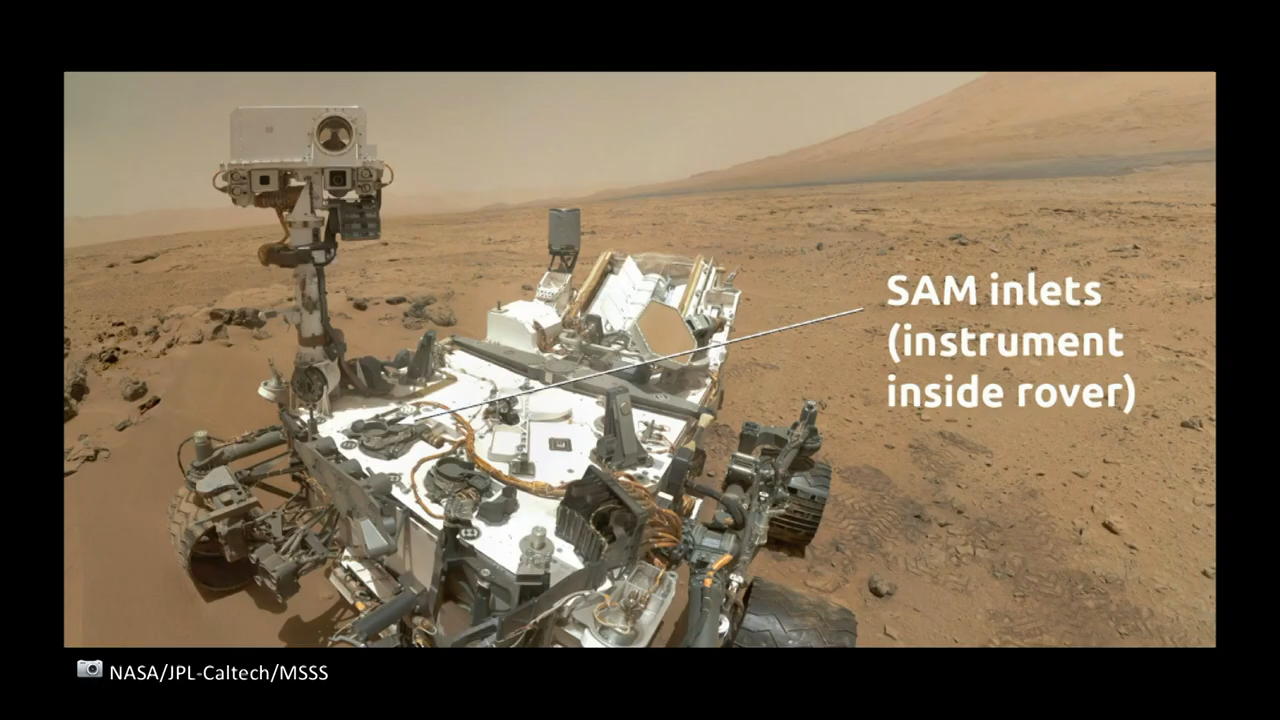 SAM inlets
(instrument
inside rover)
NASA/JPL-Caltech/MSSS